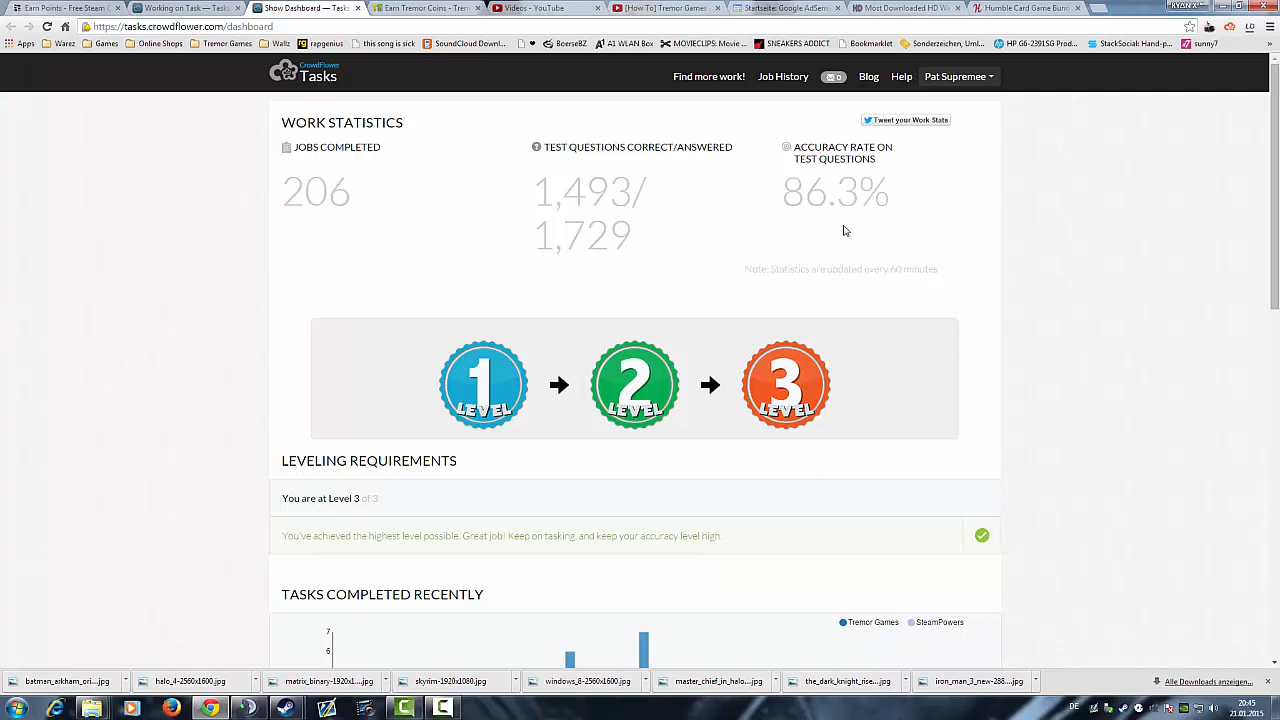 Earn Points - Free Steam G
Working on Task — Tasks
Show Dashboard — Tasks
Earn Tremor Coins - Trem
Videos - YouTube
[How To] Tremor Games
Startseite: Google AdSens
Most Downloaded HD Wa
Humble Card Game Bund
RYAN X™
https://tasks.crowdflower.com/dashboard
Apps Warez Games Online Shops Tremor Games Wallz rapgenius this song is sick SoundCloud Downl... BoerseBZ A1 WLAN Box MOVIECLIPS: Movie ... SNEAKERS ADDICT Bookmarklet Sonderzeichen, Uml... HP G6-2391SG Prod... StackSocial: Hand-p... sunny7
CrowdFlower
Tasks
Find more work! Job History 0 Blog Help Pat Supremee
WORK STATISTICS
Tweet your Work Stats
JOBS COMPLETED
206
TEST QUESTIONS CORRECT/ANSWERED
1,493/
1,729
ACCURACY RATE ON
TEST QUESTIONS
86.3%
Note: Statistics are updated every 60 minutes
1 LEVEL
2 LEVEL
3 LEVEL
LEVELING REQUIREMENTS
You are at Level 3 of 3
You've achieved the highest level possible. Great job! Keep on tasking, and keep your accuracy level high.
TASKS COMPLETED RECENTLY
Tremor Games SteamPowers
7
6
batman_arkham_ori....jpg
halo_4-2560x1600.jpg
matrix_binary-1920x1....jpg
skyrim-1920x1080.jpg
windows_8-2560x1600.jpg
master_chief_in_halo....jpg
the_dark_knight_rise....jpg
iron_man_3_new-288....jpg
Alle Downloads anzeigen...
DE
20:45
21.01.2015